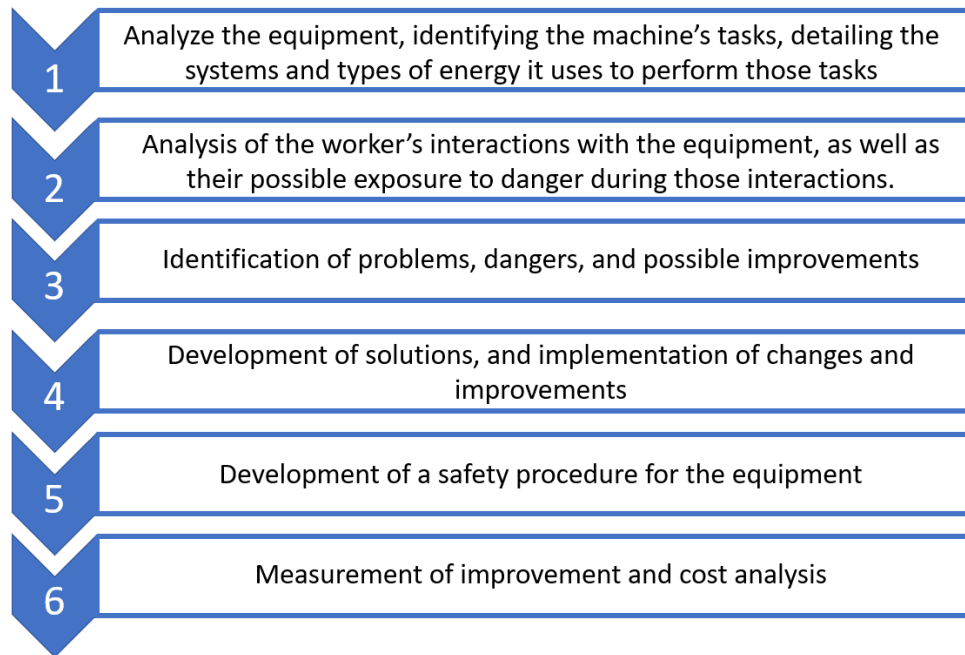 1
Analyze the equipment, identifying the machine’s tasks, detailing the
systems and types of energy it uses to perform those tasks
2
Analysis of the worker’s interactions with the equipment, as well as
their possible exposure to danger during those interactions.
3
Identification of problems, dangers, and possible improvements
4
Development of solutions, and implementation of changes and
improvements
5
Development of a safety procedure for the equipment
6
Measurement of improvement and cost analysis